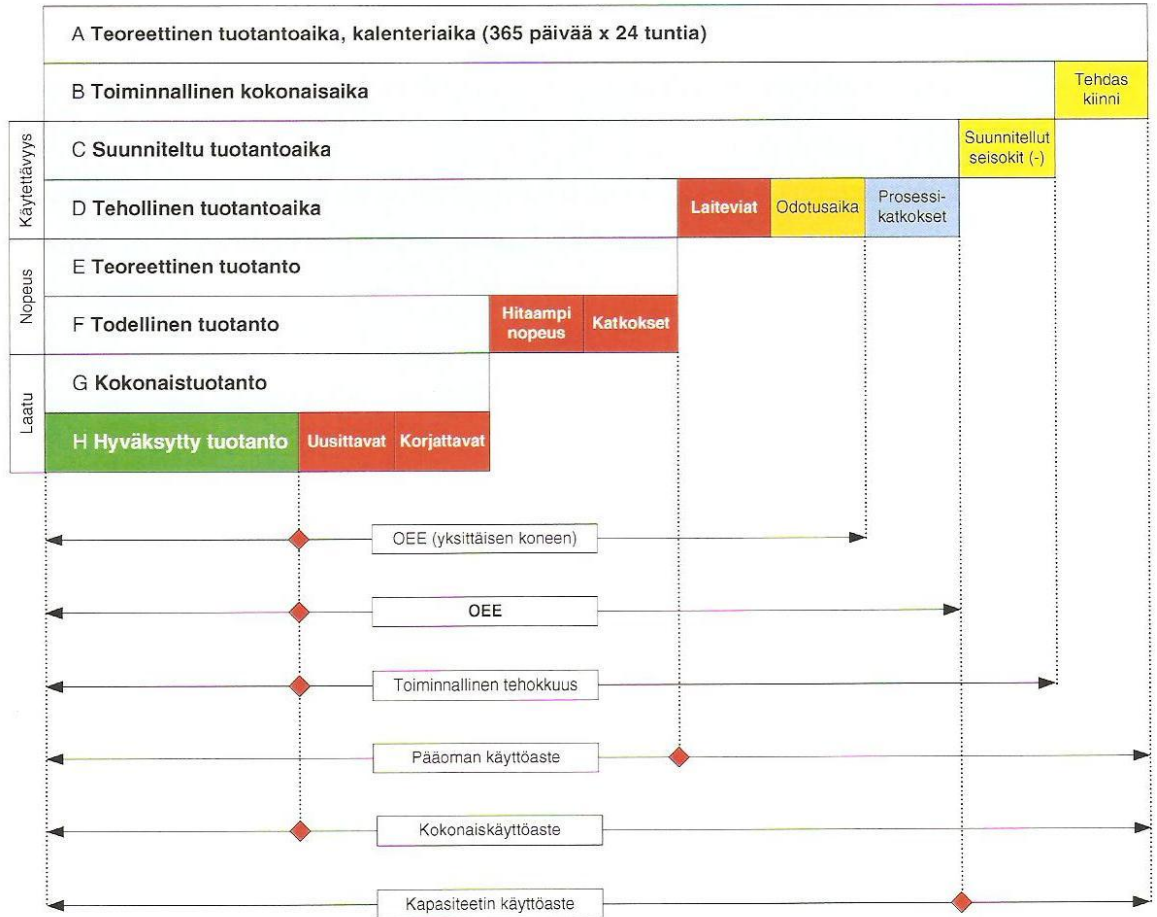 A Teoreettinen tuotantoaika, kalenteriaika (365 päivää x 24 tuntia)
B Toiminnallinen kokonaisaika
Tehdas
kiinni
Käytettävyys
C Suunniteltu tuotantoaika
Suunnitellut
seisokit (-)
D Tehollinen tuotantoaika
Laiteviat
Odotusaika
Prosessi-
katkokset
Nopeus
E Teoreettinen tuotanto
F Todellinen tuotanto
Hitaampi
nopeus
Katkokset
Laatu
G Kokonaistuotanto
H Hyväksytty tuotanto
Uusittavat
Korjattavat
OEE (yksittäisen koneen)
OEE
Toiminnallinen tehokkuus
Pääoman käyttöaste
Kokonaiskäyttöaste
Kapasiteetin käyttöaste